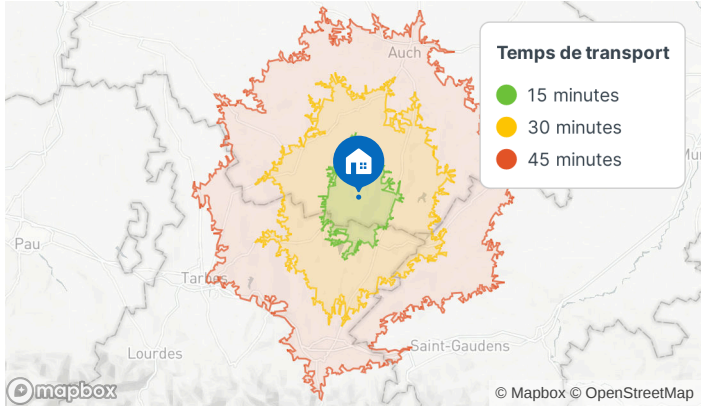 Auch
Temps de transport
15 minutes
30 minutes
45 minutes
Pau
Tarbes
Lourdes
Saint-Gaudens
mapbox
© Mapbox © OpenStreetMap